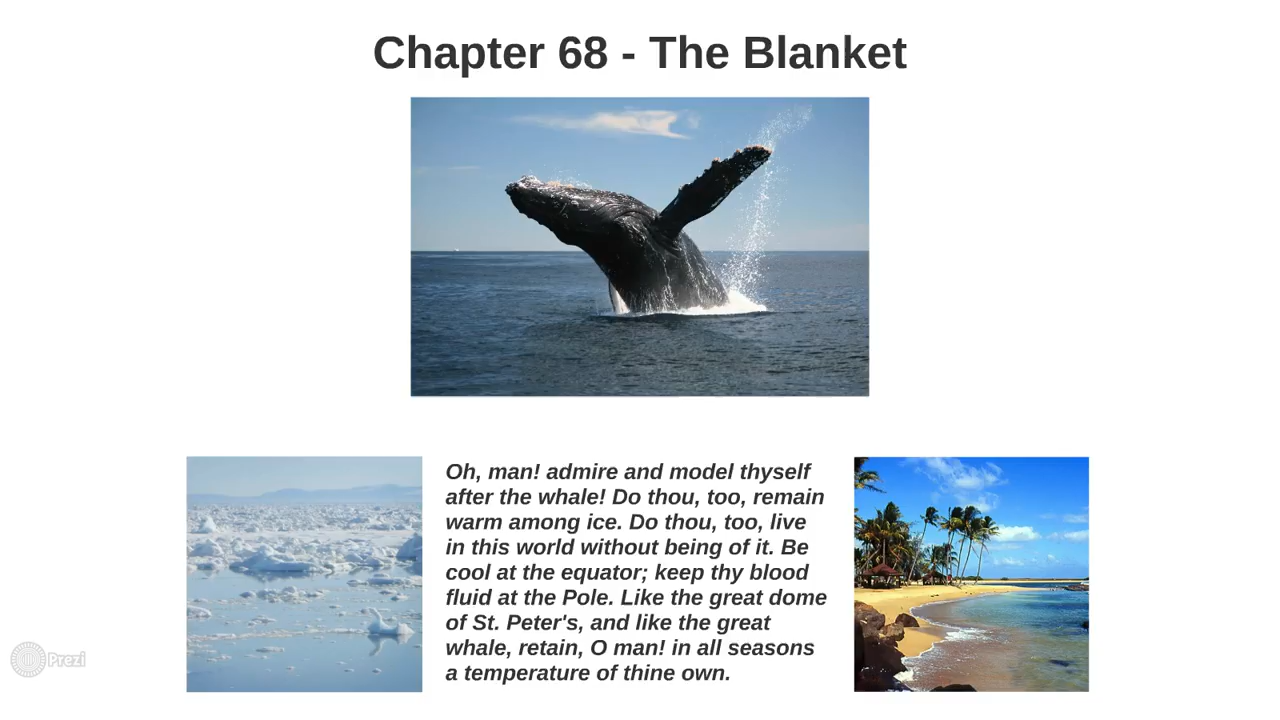 Chapter 68 - The Blanket
Oh, man! admire and model thyself
after the whale! Do thou, too, remain
warm among ice. Do thou, too, live
in this world without being of it. Be
cool at the equator; keep thy blood
fluid at the Pole. Like the great dome
of St. Peter's, and like the great
whale, retain, O man! in all seasons
a temperature of thine own.
Prezi